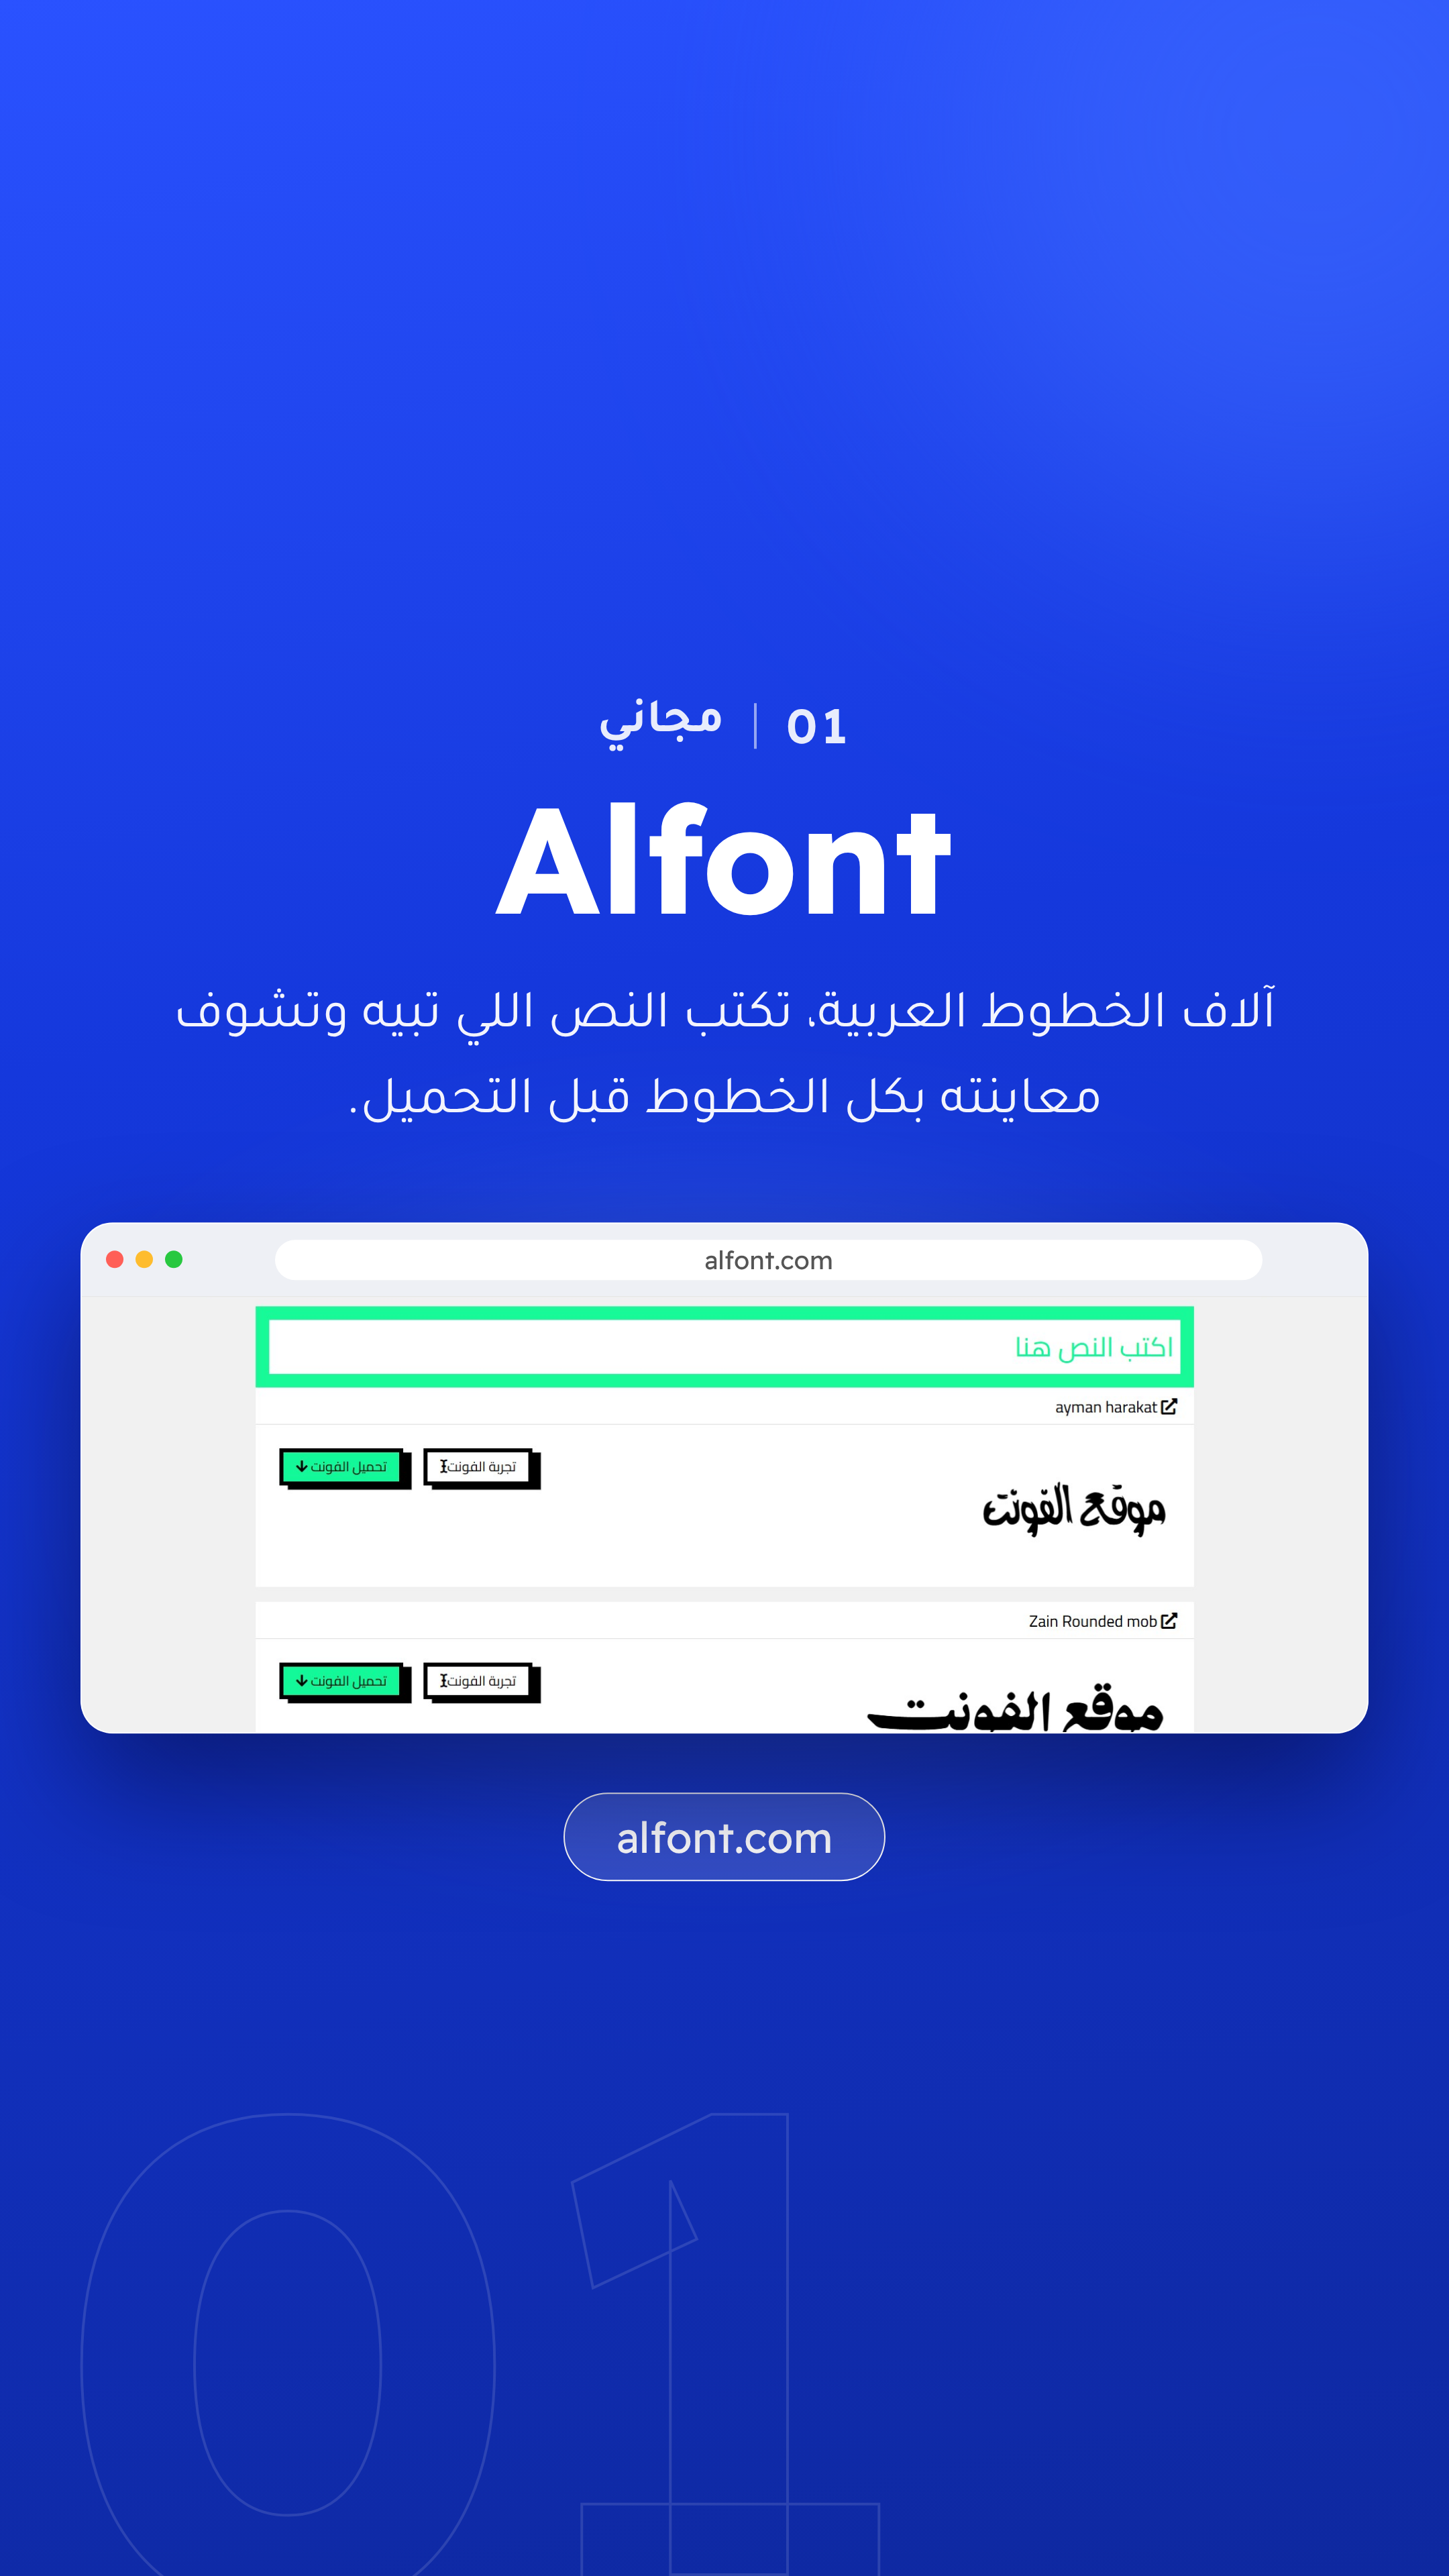 01 | مجاني
Alfont
آلاف الخطوط العربية، تكتب النص اللي تبيه وتشوف
معاينته بكل الخطوط قبل التحميل.
alfont.com
اكتب النص هنا
ayman harakat
تجربة الفونت تحميل الفونت
موقع الفونت
Zain Rounded mob
تجربة الفونت تحميل الفونت
موقع الفونت
alfont.com
01